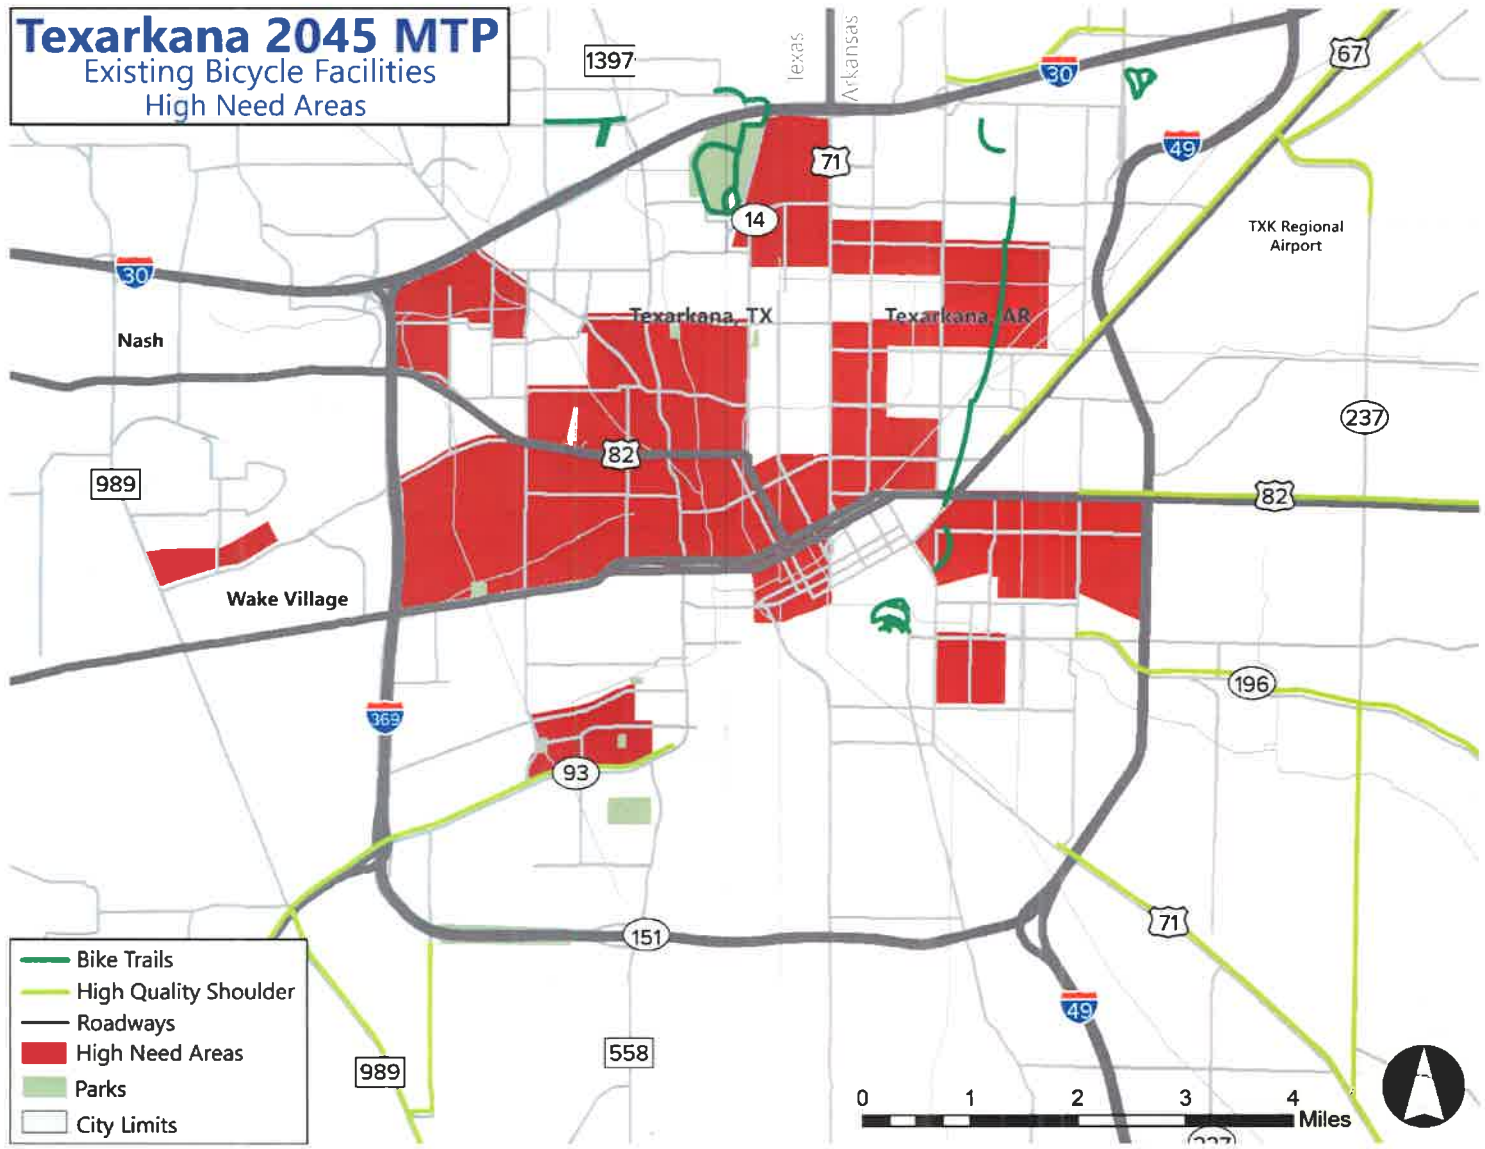 Texarkana 2045 MTP
Existing Bicycle Facilities
High Need Areas
1397
Texas
Arkansas
30
67
49
71
14
TXK Regional
Airport
30
Nash
Texarkana, TX
Texarkana, AR
237
82
989
82
Wake Village
196
369
93
71
151
49
558
989
Bike Trails
High Quality Shoulder
Roadways
High Need Areas
Parks
City Limits
0 1 2 3 4
Miles